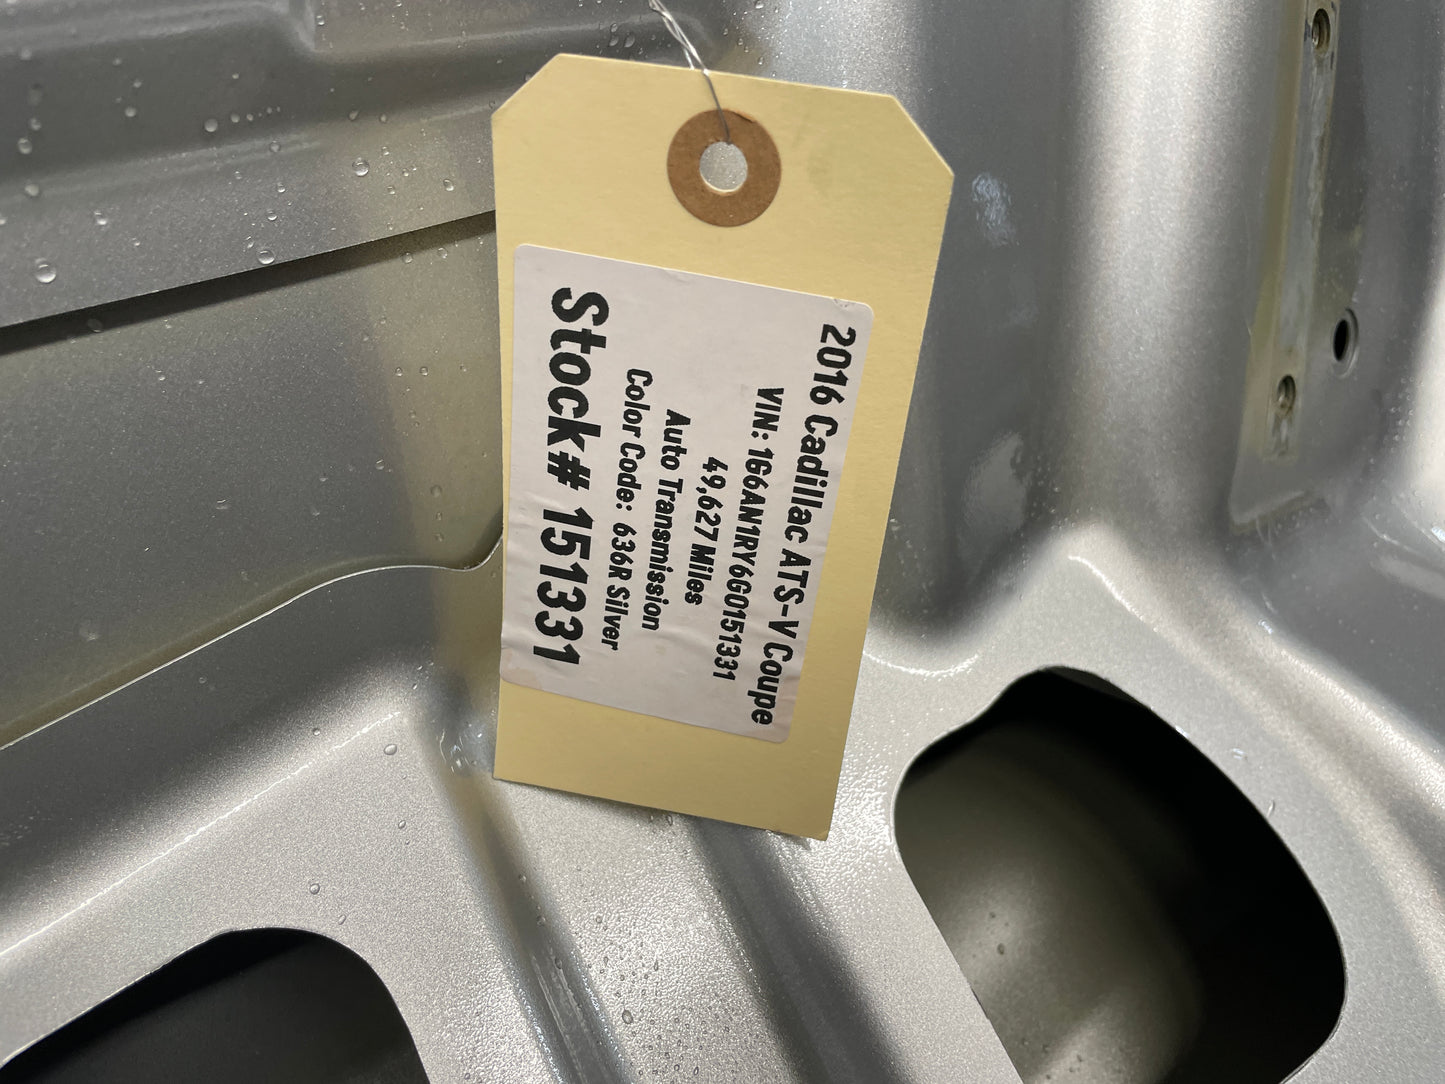 2016 Cadillac ATS-V Coupe
VIN: 1G6AN1RY6G0151331
49,627 Miles
Auto Transmission
Color Code: 636R Silver
Stock# 151331